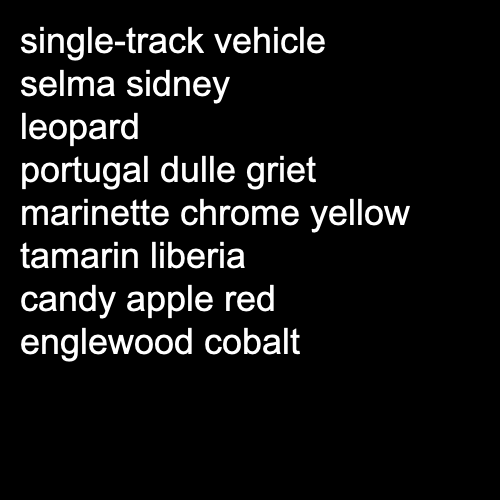 single-track vehicle
selma sidney
leopard
portugal dulle griet
marinette chrome yellow
tamarin liberia
candy apple red
englewood cobalt